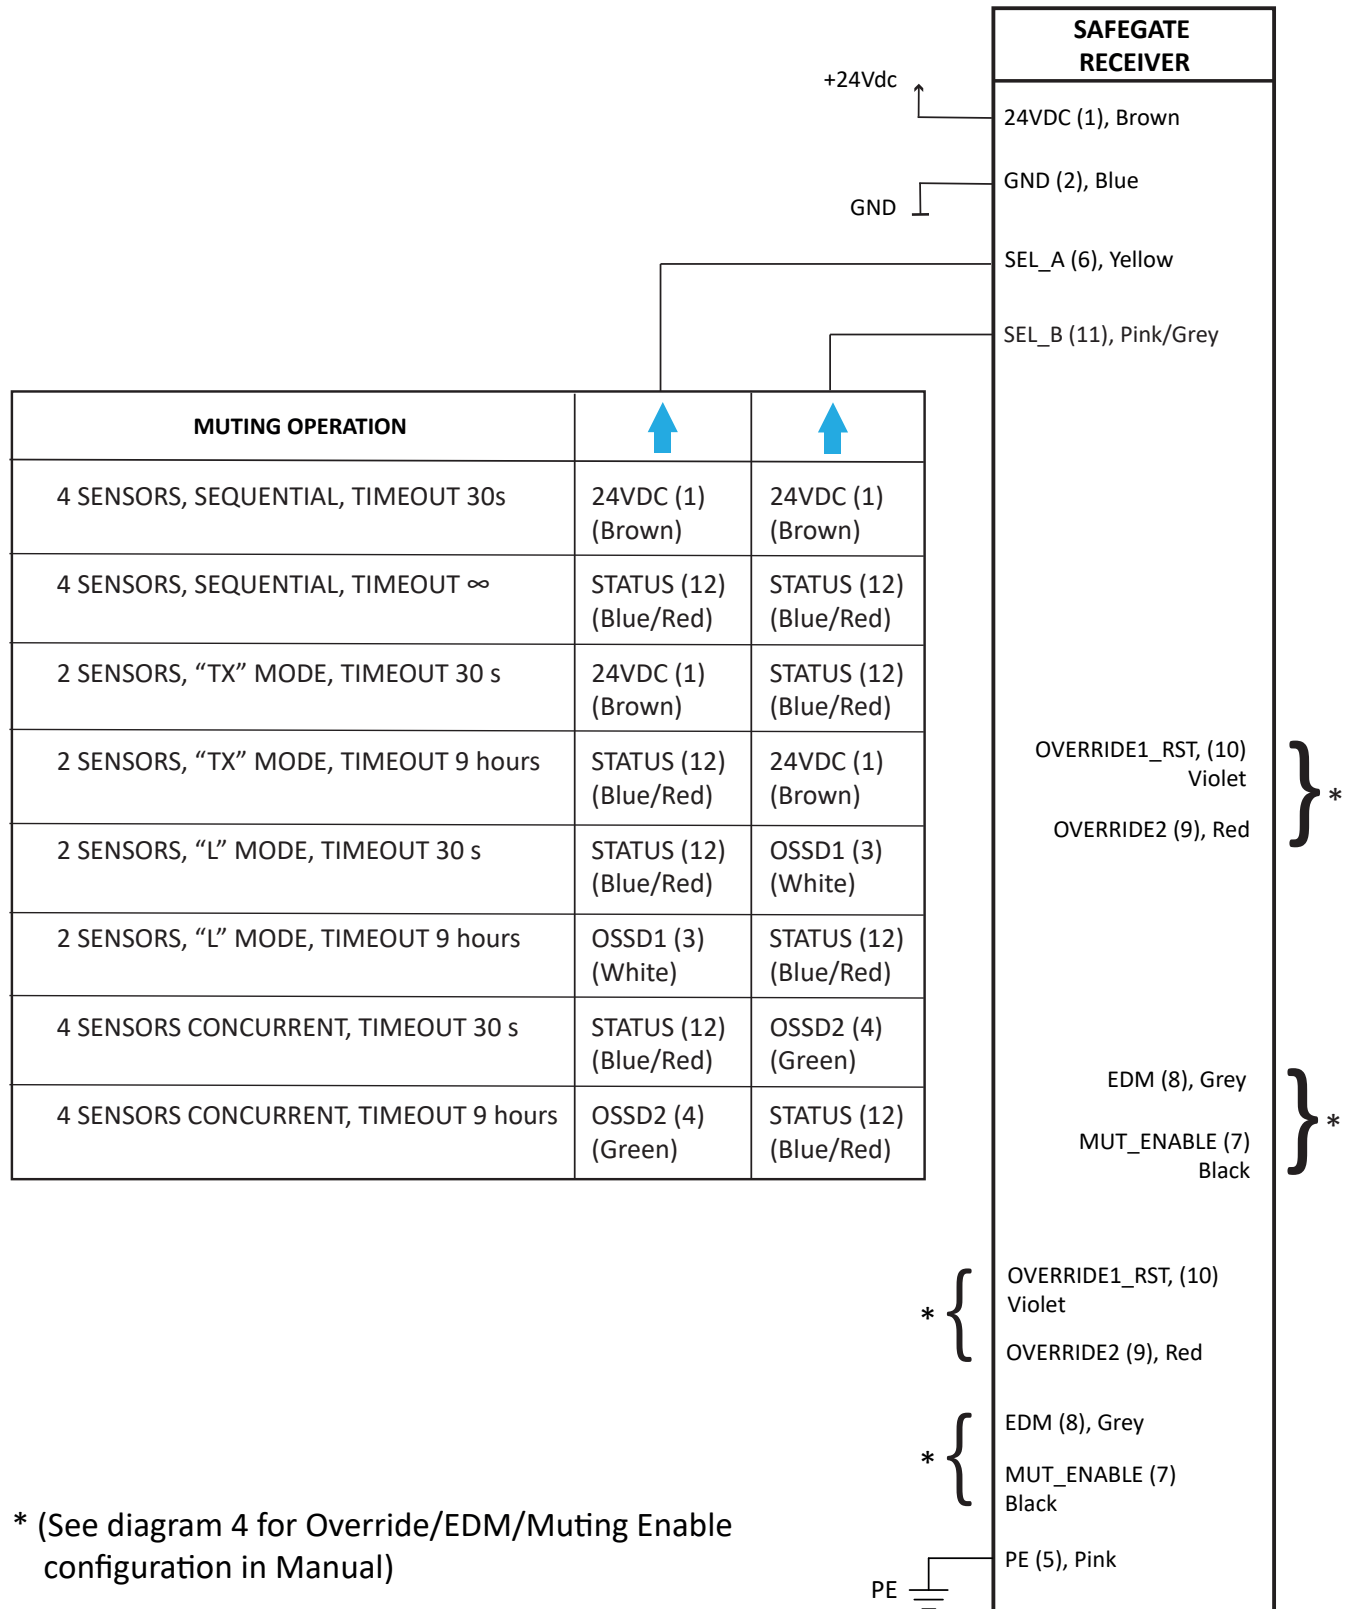 SAFEGATE
RECEIVER
+24Vdc
24VDC (1), Brown
GND (2), Blue
GND
SEL_A (6), Yellow
SEL_B (11), Pink/Grey
MUTING OPERATION
4 SENSORS, SEQUENTIAL, TIMEOUT 30s
24VDC (1)
(Brown)
24VDC (1)
(Brown)
4 SENSORS, SEQUENTIAL, TIMEOUT ∞
STATUS (12)
(Blue/Red)
STATUS (12)
(Blue/Red)
2 SENSORS, “TX” MODE, TIMEOUT 30 s
24VDC (1)
(Brown)
STATUS (12)
(Blue/Red)
2 SENSORS, “TX” MODE, TIMEOUT 9 hours
STATUS (12)
(Blue/Red)
24VDC (1)
(Brown)
2 SENSORS, “L” MODE, TIMEOUT 30 s
STATUS (12)
(Blue/Red)
OSSD1 (3)
(White)
2 SENSORS, “L” MODE, TIMEOUT 9 hours
OSSD1 (3)
(White)
STATUS (12)
(Blue/Red)
4 SENSORS CONCURRENT, TIMEOUT 30 s
STATUS (12)
(Blue/Red)
OSSD2 (4)
(Green)
4 SENSORS CONCURRENT, TIMEOUT 9 hours
OSSD2 (4)
(Green)
STATUS (12)
(Blue/Red)
OVERRIDE1_RST, (10)
Violet
*
OVERRIDE2 (9), Red
EDM (8), Grey
*
MUT_ENABLE (7)
Black
OVERRIDE1_RST, (10)
Violet
*
OVERRIDE2 (9), Red
EDM (8), Grey
*
MUT_ENABLE (7)
Black
* (See diagram 4 for Override/EDM/Muting Enable
configuration in Manual)
PE (5), Pink
PE